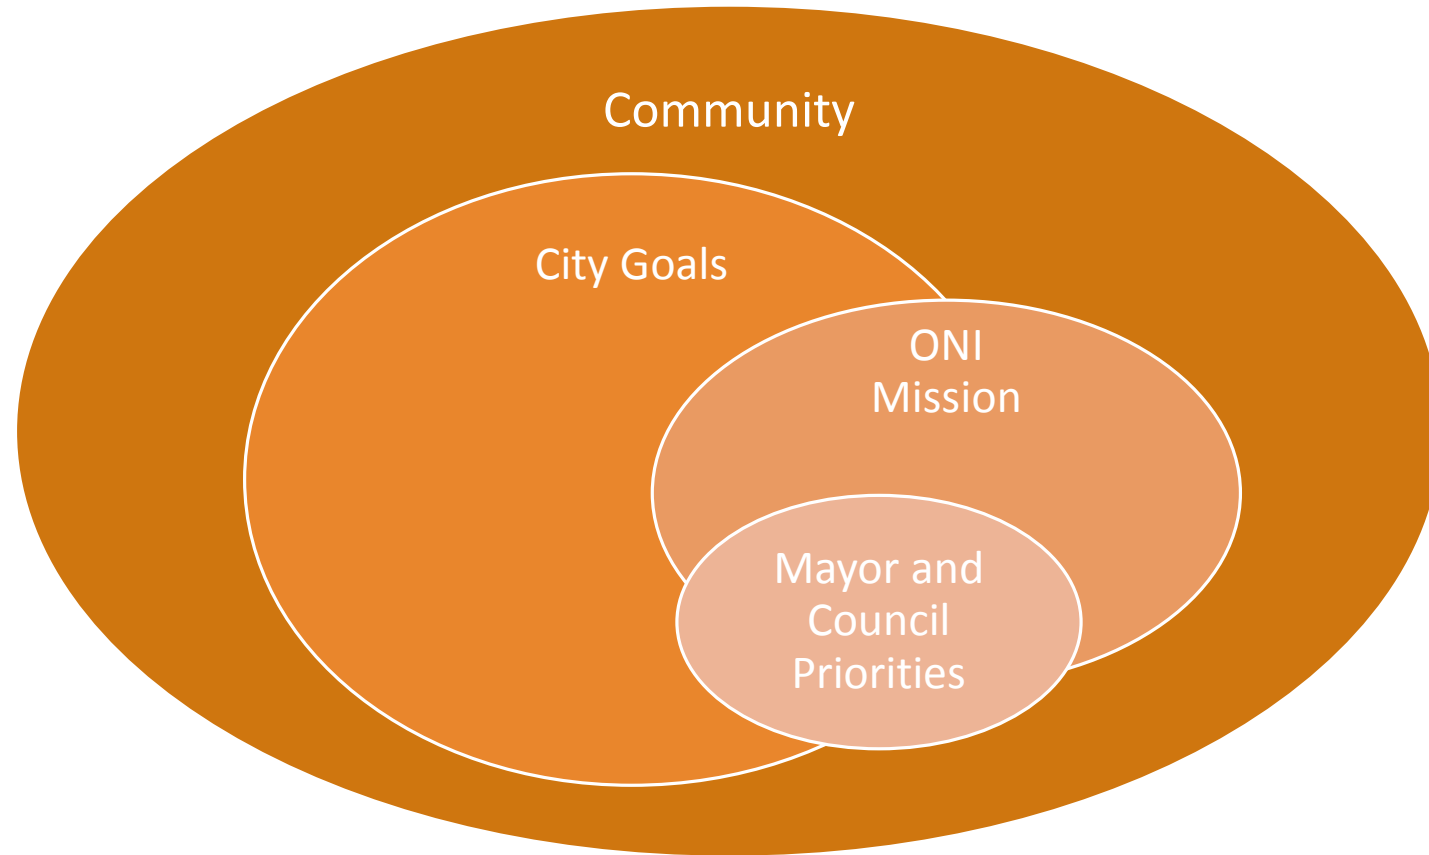 Community
City Goals
ONI
Mission
Mayor and
Council
Priorities